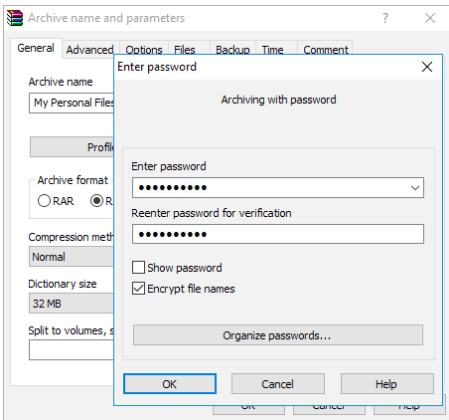 Archive name and parameters
General Advanced Options Files Backup Time Comment
Archive name
My Personal Files
Archive format
RAR
Normal
Dictionary size
32 MB
Split to volumes, s
Enter password
Archiving with password
Enter password
Reenter password for verification
Show password
Encrypt file names
Organize passwords...
OK Cancel Help